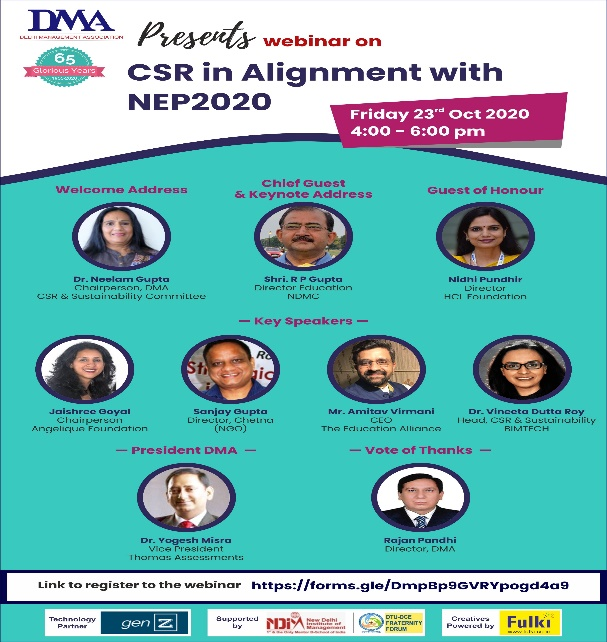 DMA
DELHI MANAGEMENT ASSOCIATION
Presents webinar on
65
Glorious Years
1955-2020
CSR in Alignment with
NEP2020
Friday 23rd Oct 2020
4:00 - 6:00 pm
Welcome Address
Dr. Neelam Gupta
Chairperson, DMA
CSR & Sustainability Committee
Chief Guest
& Keynote Address
Shri. R P Gupta
Director Education
NDMC
Guest of Honour
Nidhi Pundhir
Director
HCL Foundation
— Key Speakers —
Jaishree Goyal
Chairperson
Angelique Foundation
Sanjay Gupta
Director, Chetna
(NGO)
Mr. Amitav Virmani
CEO
The Education Alliance
Dr. Vineeta Dutta Roy
Head, CSR & Sustainability
BIMTECH
— President DMA —
Dr. Yogesh Misra
Vice President
Thomas Assessments
— Vote of Thanks —
Rajan Pandhi
Director, DMA
Link to register to the webinar https://forms.gle/DmpBp9GVRYpogd4a9
Technology
Partner
gen Z
Supported
by
NDIM
New Delhi
Institute of
Management
DTU-DCE
FRATERNITY
FORUM
Creatives
Powered by
Fulki